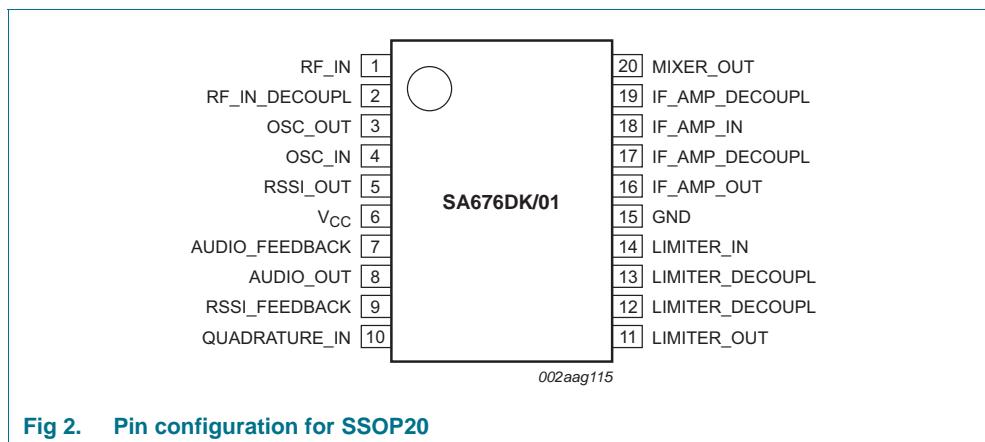 RF_IN 1
RF_IN_DECOUPL 2
OSC_OUT 3
OSC_IN 4
RSSI_OUT 5
VCC 6
AUDIO_FEEDBACK 7
AUDIO_OUT 8
RSSI_FEEDBACK 9
QUADRATURE_IN 10
SA676DK/01
20 MIXER_OUT
19 IF_AMP_DECOUPL
18 IF_AMP_IN
17 IF_AMP_DECOUPL
16 IF_AMP_OUT
15 GND
14 LIMITER_IN
13 LIMITER_DECOUPL
12 LIMITER_DECOUPL
11 LIMITER_OUT
002aag115
Fig 2. Pin configuration for SSOP20